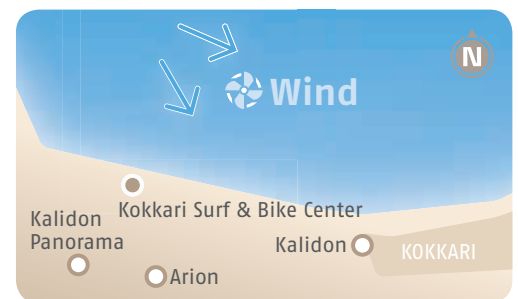 N
Wind
Kokkari Surf & Bike Center
Kalidon
Panorama
Kalidon
KOKKARI
Arion